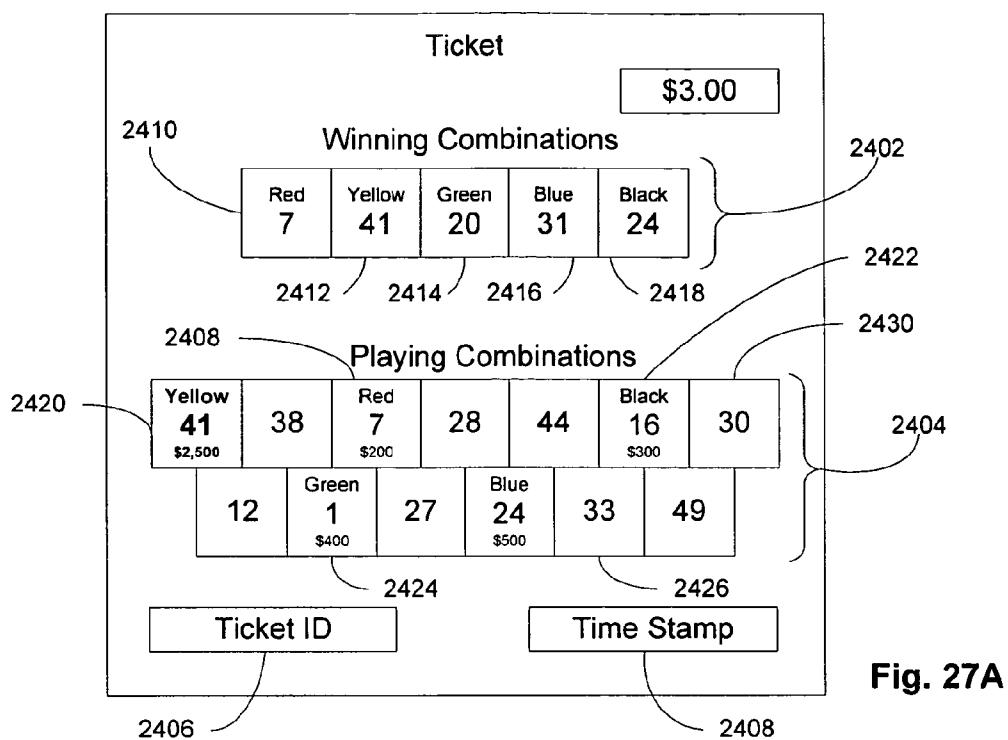 Ticket
$3.00
2410
Winning Combinations
2402
Red Yellow Green Blue Black
7 41 20 31 24
2422
2412 2414 2416 2418
2408
2430
Playing Combinations
2420
Yellow Red Black
41 38 7 28 44 16 30
$2,500 $200 $300
2404
Green Blue
12 1 27 24 33 49
$400 $500
2424 2426
Ticket ID Time Stamp
Fig. 27A
2406 2408